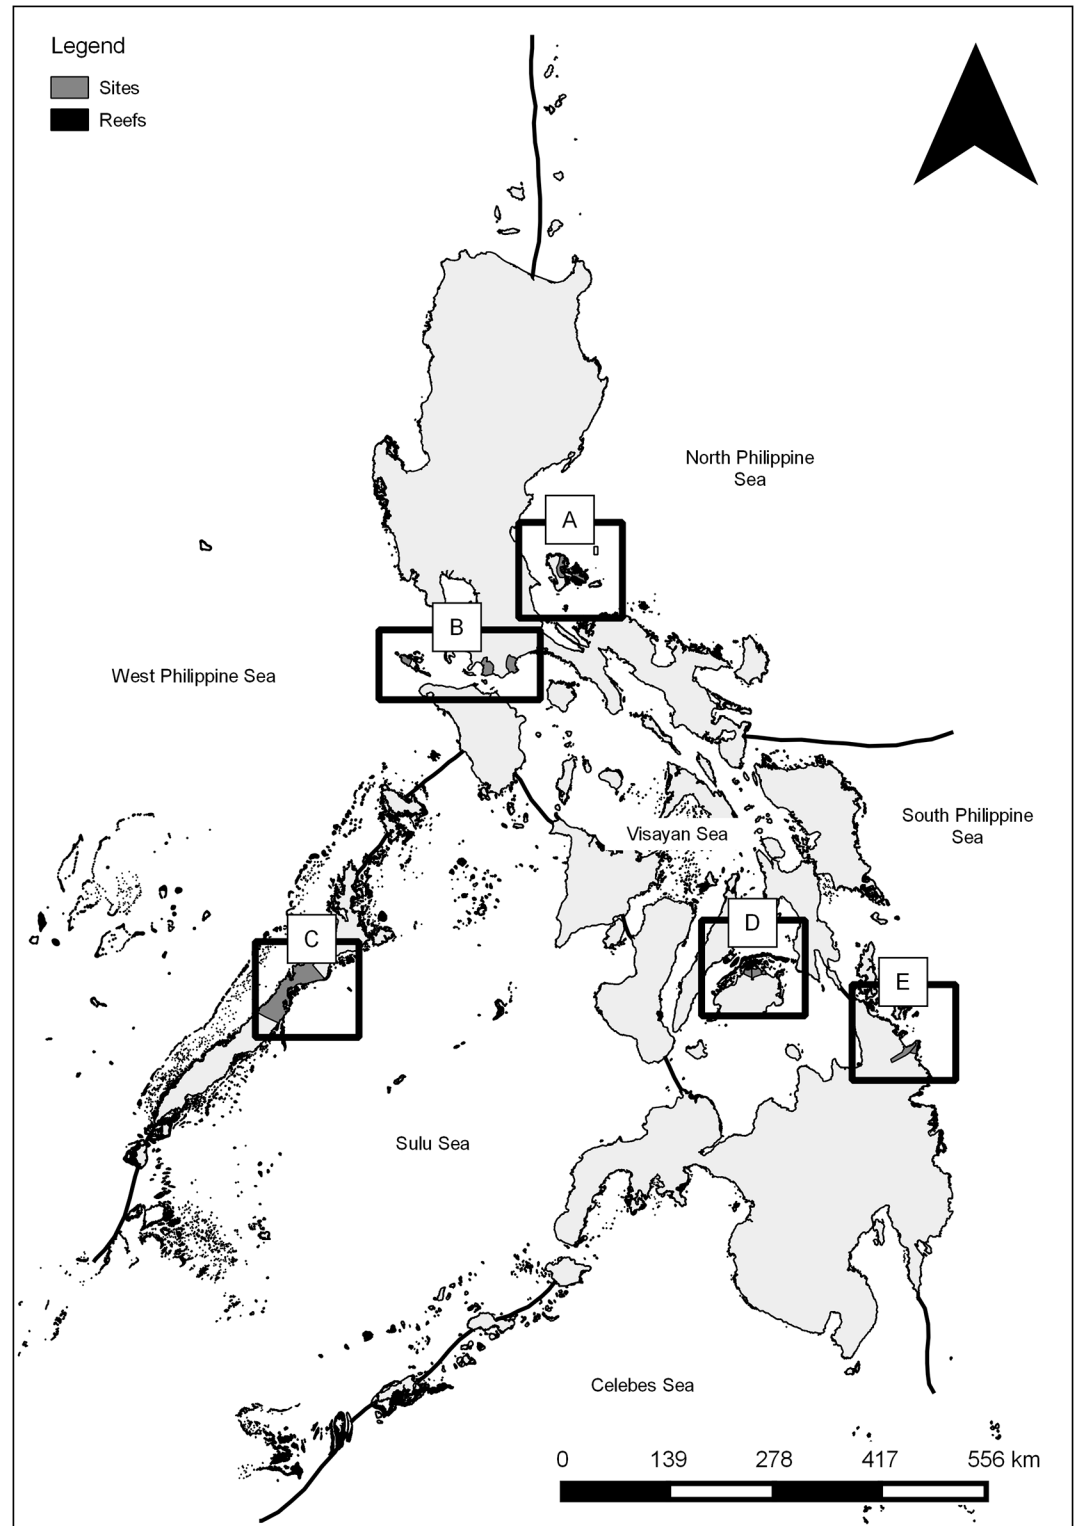 Legend
Sites
Reefs
North Philippine
Sea
A
B
West Philippine Sea
South Philippine
Sea
Visayan Sea
C
D
E
Sulu Sea
Celebes Sea
0 139 278 417 556 km